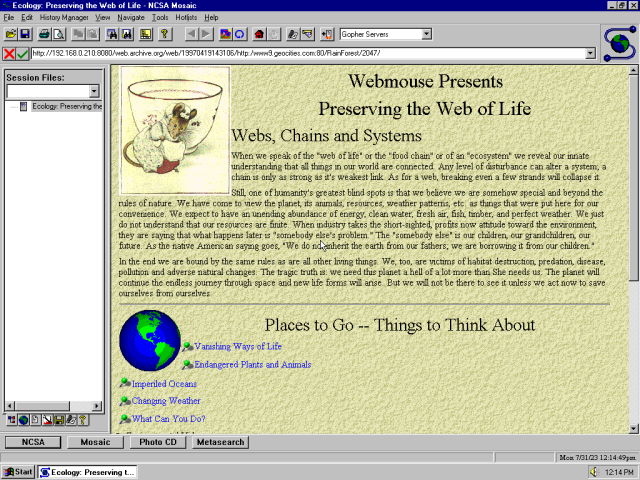 Ecology: Preserving the Web of Life - NCSA Mosaic
File Edit History Manager View Navigate Tools Hotlists Help
Gopher Servers
http://192.168.0.210:8080/web.archive.org/web/19970419143106/http:/www9.geocities.com:80/RainForest/2047/
Session Files:
Ecology: Preserving the
Webmouse Presents
Preserving the Web of Life
Webs, Chains and Systems
When we speak of the "web of life" or the "food chain" or of an "ecosystem" we reveal our innate
understanding that all things in our world are connected. Any level of disturbance can alter a system; a
chain is only as strong as it's weakest link. As for a web, breaking even a few strands will collapse it.
Still, one of humanity's greatest blind spots is that we believe we are somehow special and beyond the
rules of nature. We have come to view the planet, its animals, resources, weather patterns, etc. as things that were put here for our
convenience. We expect to have an unending abundance of energy, clean water, fresh air, fish, timber, and perfect weather. We just
do not understand that our resources are finite. When industry takes the short-sighted, profits now attitude toward the environment,
they are saying that what happens later is "somebody else's problem." The "somebody else" is our children, our grandchildren, our
future. As the native American saying goes, "We do not inherit the earth from our fathers; we are borrowing it from our children."
In the end we are bound by the same rules as are all other living things. We, too, are victims of habitat destruction, predation, disease,
pollution and adverse natural changes. The tragic truth is: we need this planet a hell of a lot more than She needs us. The planet will
continue the endless journey through space and new life forms will arise. But we will not be there to see it unless we act now to save
ourselves from ourselves.
Places to Go -- Things to Think About
Vanishing Ways of Life
Endangered Plants and Animals
Imperiled Oceans
Changing Weather
What Can You Do?
NCSA Mosaic Photo CD Metasearch
Mon 7/31/23 12:14:49pm
Start Ecology: Preserving t... 12:14 PM